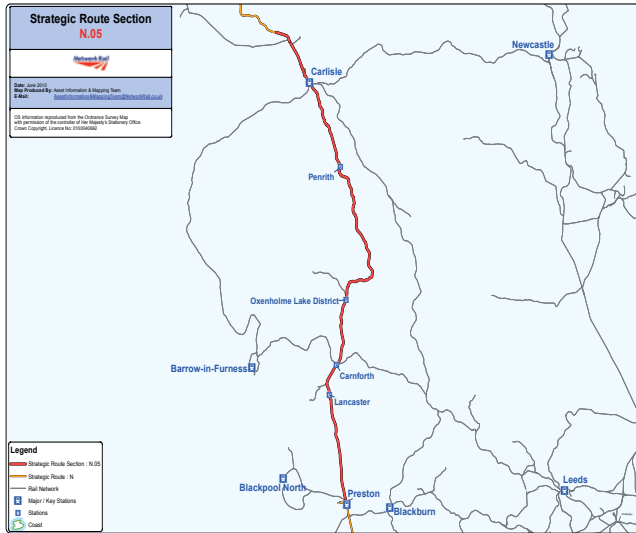 Strategic Route Section
N.05
Network Rail
Date: June 2010
Map Produced By: Asset Information & Mapping Team
E-Mail: AssetInformation&MappingTeam@NetworkRail.co.uk
OS Information reproduced from the Ordnance Survey Map
with permission of the controller of Her Majesty's Stationery Office.
Crown Copyright. Licence No: 0100040692
Newcastle
Carlisle
Penrith
Oxenholme Lake District
Barrow-in-Furness
Carnforth
Lancaster
Blackpool North
Preston
Blackburn
Leeds
Legend
Strategic Route Section : N.05
Strategic Route : N
Rail Network
Major / Key Stations
Stations
Coast